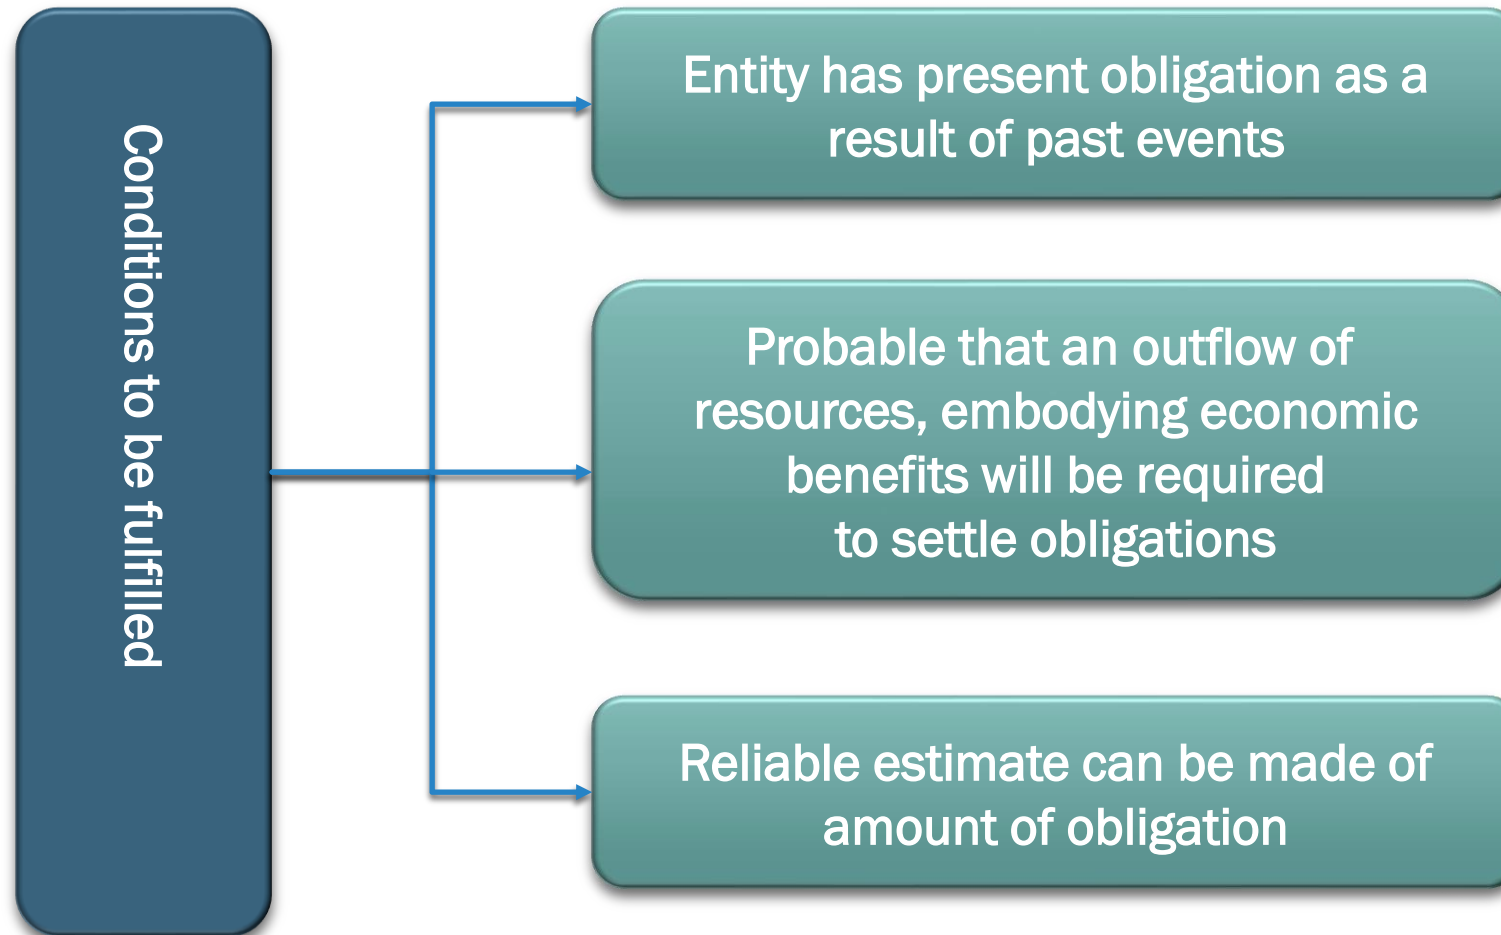 Conditions to be fulfilled
Entity has present obligation as a
result of past events
Probable that an outflow of
resources, embodying economic
benefits will be required
to settle obligations
Reliable estimate can be made of
amount of obligation